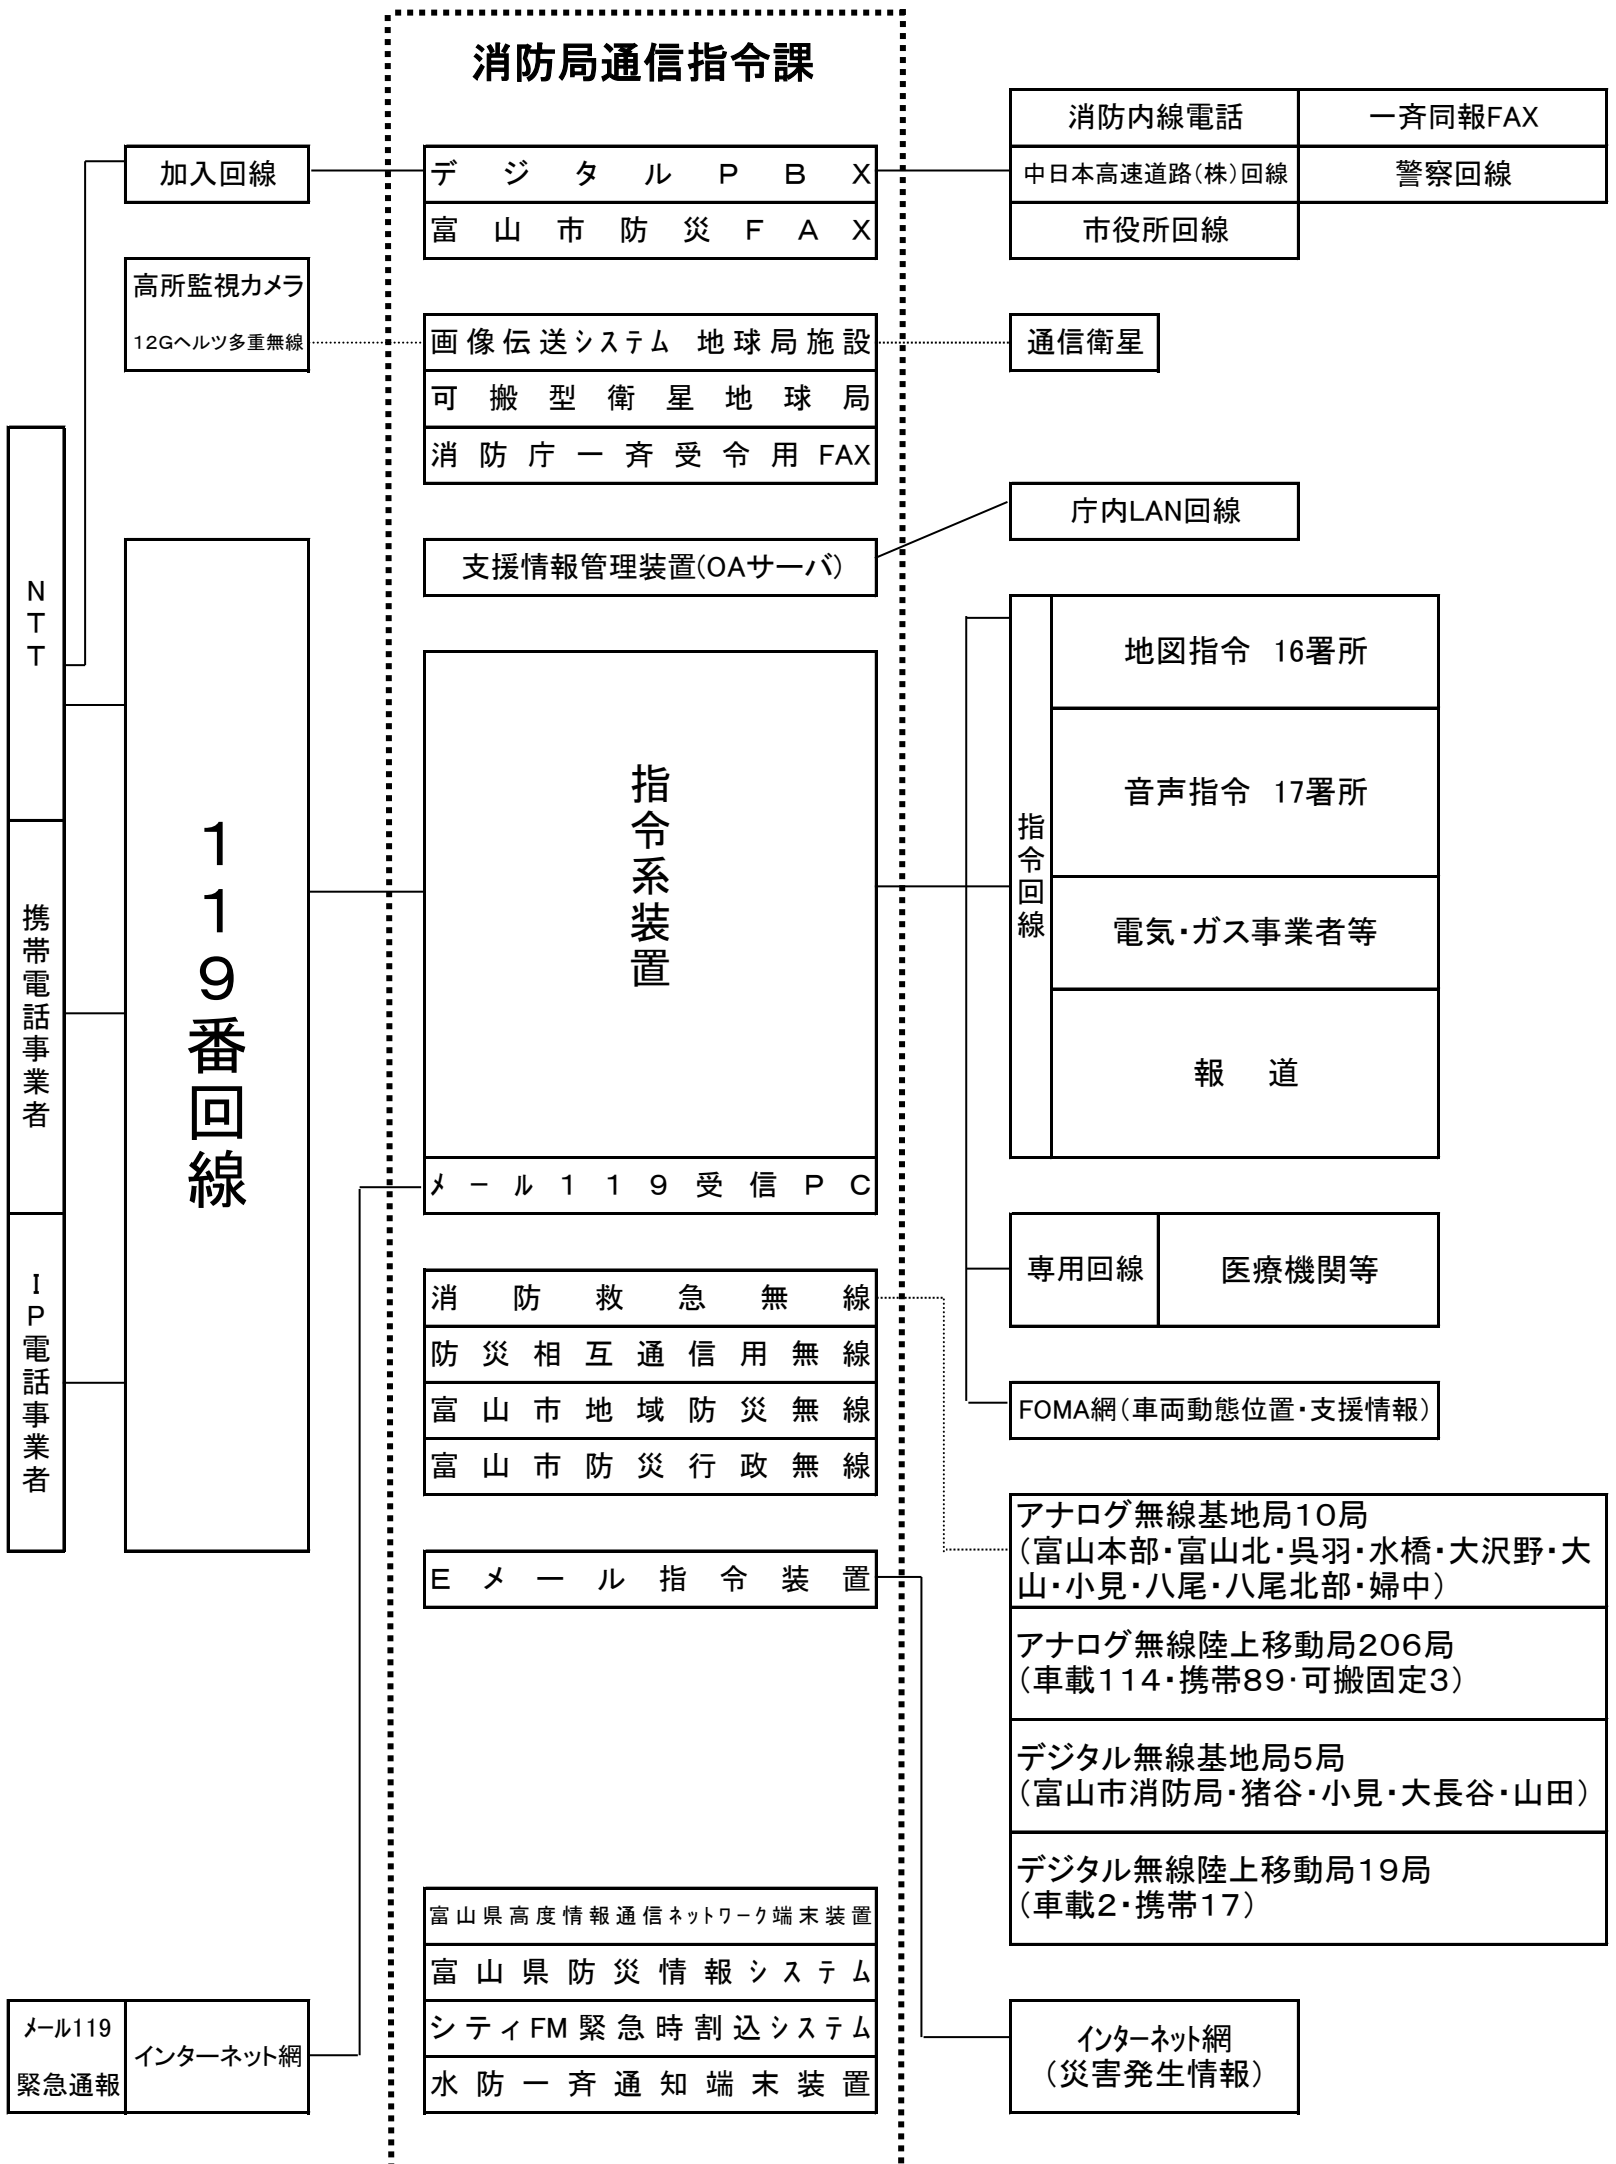 消防局通信指令課
消防内線電話
一斉同報FAX
加入回線
デジタルＰＢＸ
中日本高速道路(株)回線
警察回線
富山市防災ＦＡＸ
市役所回線
高所監視カメラ
12Gヘルツ多重無線
画像伝送システム 地球局施設
通信衛星
可搬型衛星地球局
消防庁一斉受令用FAX
庁内LAN回線
支援情報管理装置(OAサーバ)
NTT
携帯電話事業者
ＩＰ電話事業者
１１９番回線
指令系装置
メール１１９受信ＰＣ
指令回線
地図指令 16署所
音声指令 17署所
電気・ガス事業者等
報 道
専用回線
医療機関等
FOMA網(車両動態位置・支援情報)
消防救急無線
防災相互通信用無線
富山市地域防災無線
富山市防災行政無線
Ｅメール指令装置
アナログ無線基地局10局
(富山本部・富山北・呉羽・水橋・大沢野・大
山・小見・八尾・八尾北部・婦中)
アナログ無線陸上移動局206局
(車載114・携帯89・可搬固定3)
デジタル無線基地局5局
(富山市消防局・猪谷・小見・大長谷・山田)
デジタル無線陸上移動局19局
(車載2・携帯17)
富山県高度情報通信ネットワーク端末装置
富山県防災情報システム
シティFM緊急時割込システム
水防一斉通知端末装置
メール119
緊急通報
インターネット網
インターネット網
(災害発生情報)